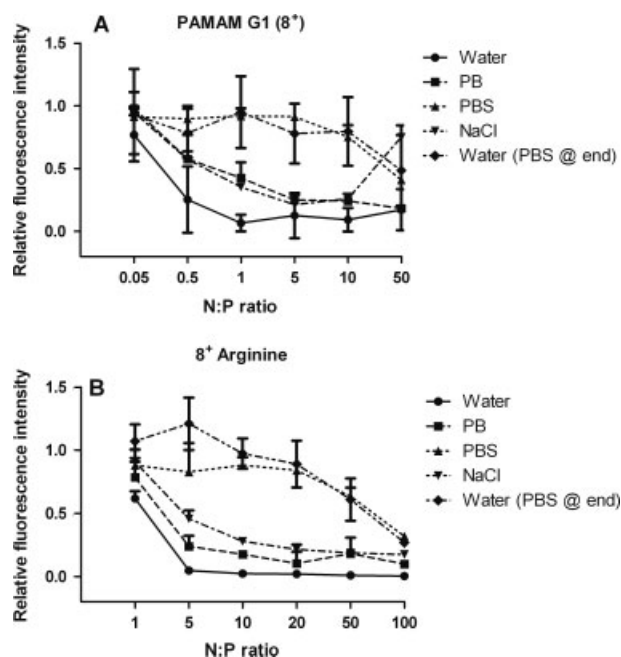 A
PAMAM G1 (8+)
Relative fluorescence intensity
1.5
1.0
0.5
0.0
0.05 0.5 1 5 10 50
N:P ratio
Water
PB
PBS
NaCl
Water (PBS @ end)
8+ Arginine
B
Relative fluorescence intensity
1.5
1.0
0.5
0.0
1 5 10 20 50 100
N:P ratio
Water
PB
PBS
NaCl
Water (PBS @ end)